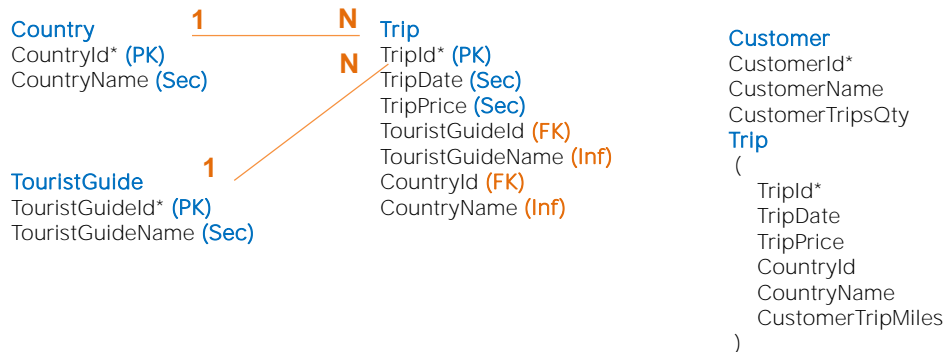 Country
CountryId* (PK)
CountryName (Sec)
1
N
N
1
Trip
TripId* (PK)
TripDate (Sec)
TripPrice (Sec)
TouristGuideId (FK)
TouristGuideName (Inf)
CountryId (FK)
CountryName (Inf)
TouristGuide
TouristGuideId* (PK)
TouristGuideName (Sec)
Customer
CustomerId*
CustomerName
CustomerTripsQty
Trip
(
TripId*
TripDate
TripPrice
CountryId
CountryName
CustomerTripMiles
)